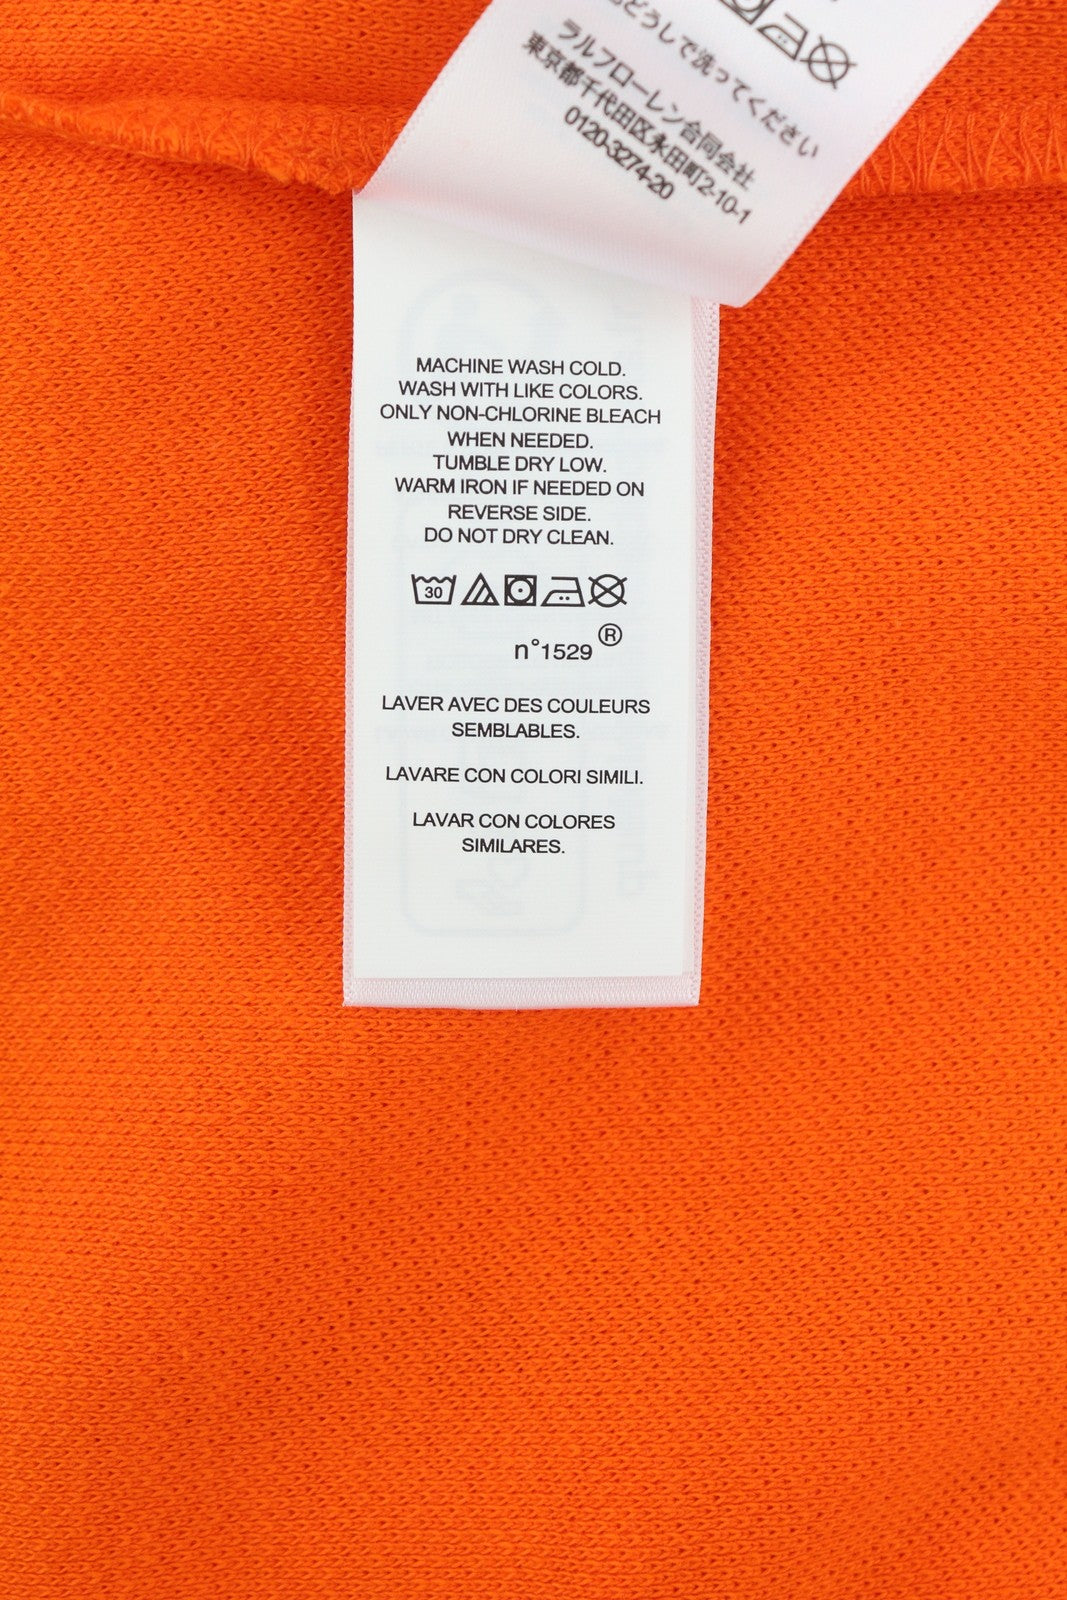 どうしで洗ってください
ラルフローレン合同会社
東京都千代田区永田町2-10-1
0120-3274-20
MACHINE WASH COLD.
WASH WITH LIKE COLORS.
ONLY NON-CHLORINE BLEACH
WHEN NEEDED.
TUMBLE DRY LOW.
WARM IRON IF NEEDED ON
REVERSE SIDE.
DO NOT DRY CLEAN.
30
n°1529 ®
LAVER AVEC DES COULEURS
SEMBLABLES.
LAVARE CON COLORI SIMILI.
LAVAR CON COLORES
SIMILARES.